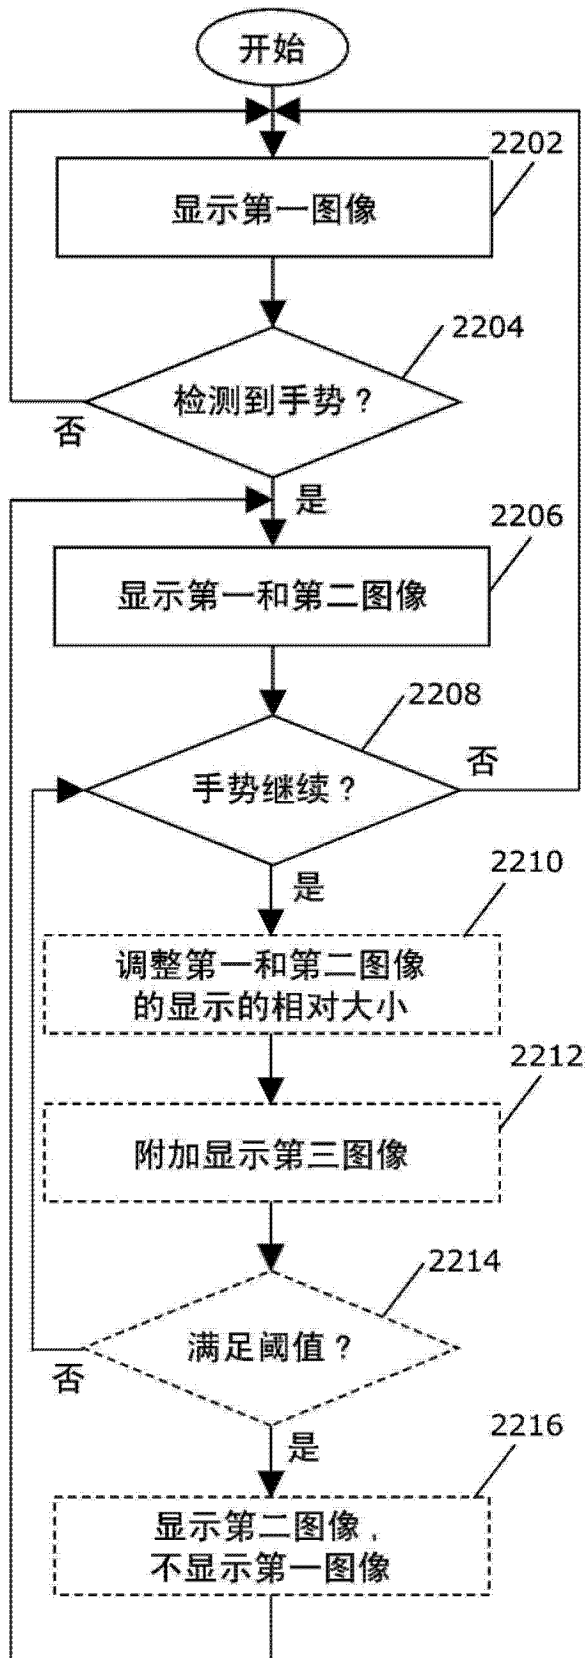 开始
2202
显示第一图像
2204
检测到手势？
否
是
2206
显示第一和第二图像
2208
手势继续？
否
是
2210
调整第一和第二图像
的显示的相对大小
2212
附加显示第三图像
2214
满足阈值？
否
是
2216
显示第二图像，
不显示第一图像